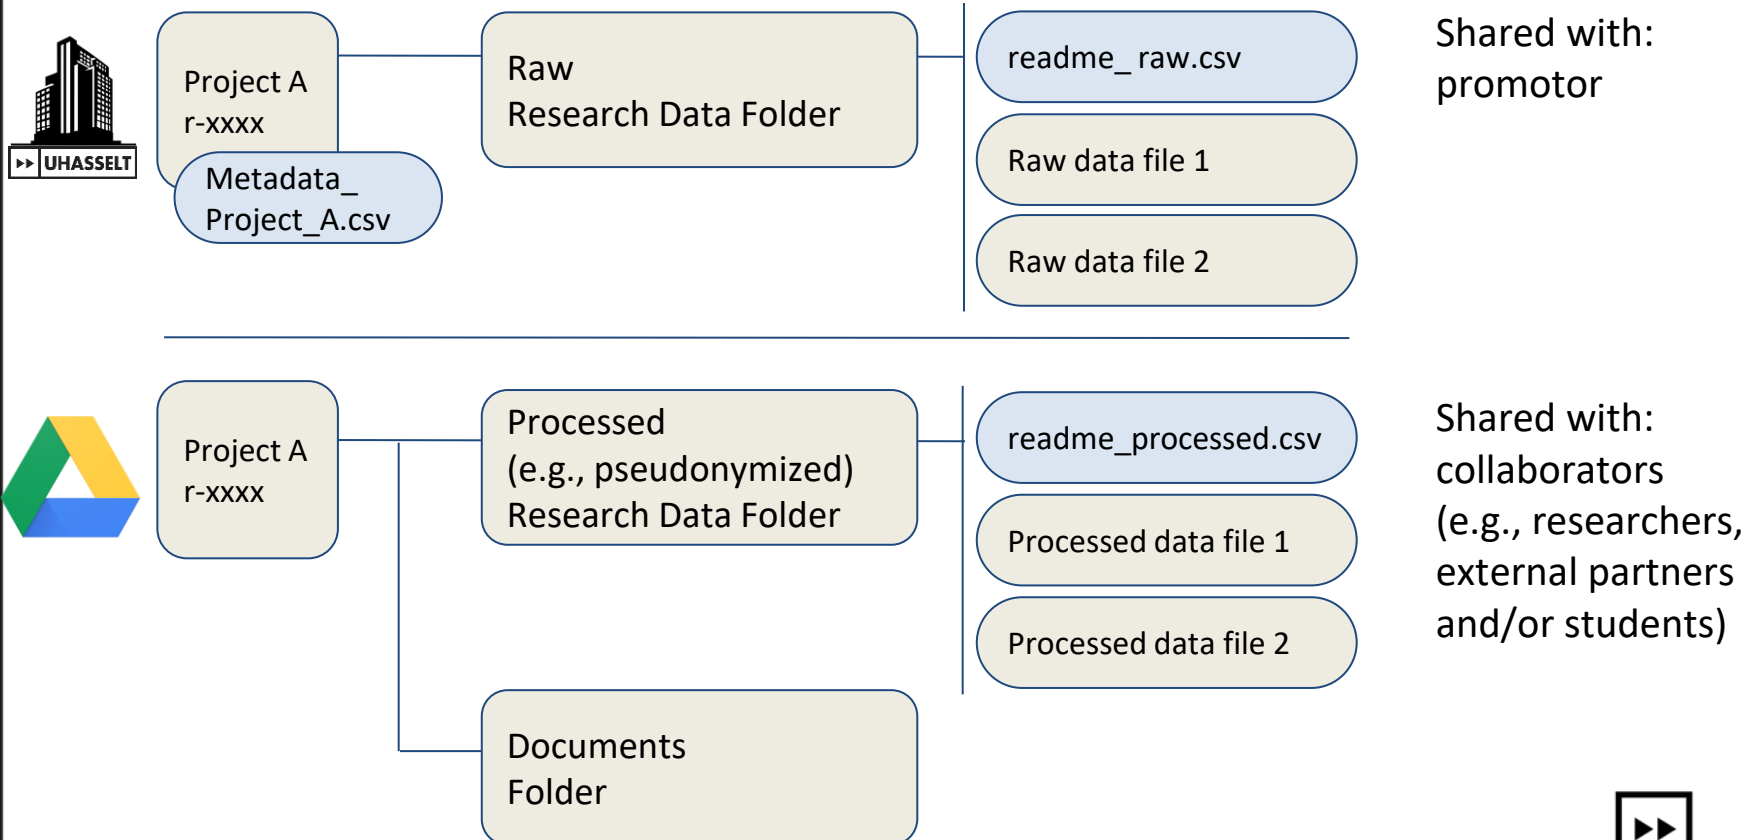 UHASSELT
Project A
r-xxxx
Metadata_
Project_A.csv
Raw
Research Data Folder
readme_ raw.csv
Raw data file 1
Raw data file 2
Shared with:
promotor
Project A
r-xxxx
Processed
(e.g., pseudonymized)
Research Data Folder
Documents
Folder
readme_processed.csv
Processed data file 1
Processed data file 2
Shared with:
collaborators
(e.g., researchers,
external partners
and/or students)